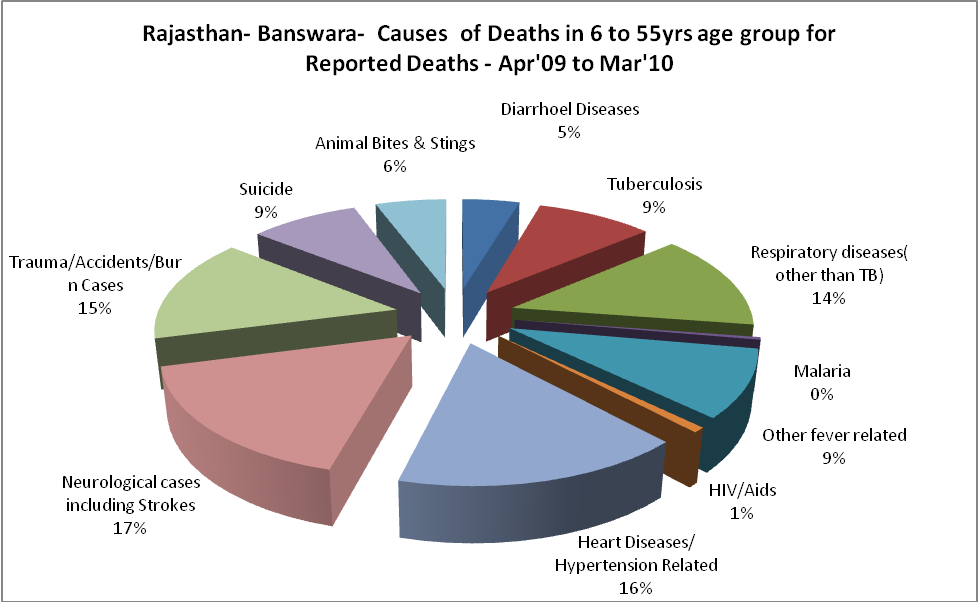 Rajasthan- Banswara-  Causes  of Deaths in 6 to 55yrs age group for
Reported Deaths - Apr'09 to Mar'10
Diarrhoel Diseases
5%
Tuberculosis
9%
Respiratory diseases(
other than TB)
14%
Malaria
0%
Other fever related
9%
HIV/Aids
1%
Heart Diseases/
Hypertension Related
16%
Neurological cases
including Strokes
17%
Trauma/Accidents/Bur
n Cases
15%
Suicide
9%
Animal Bites & Stings
6%